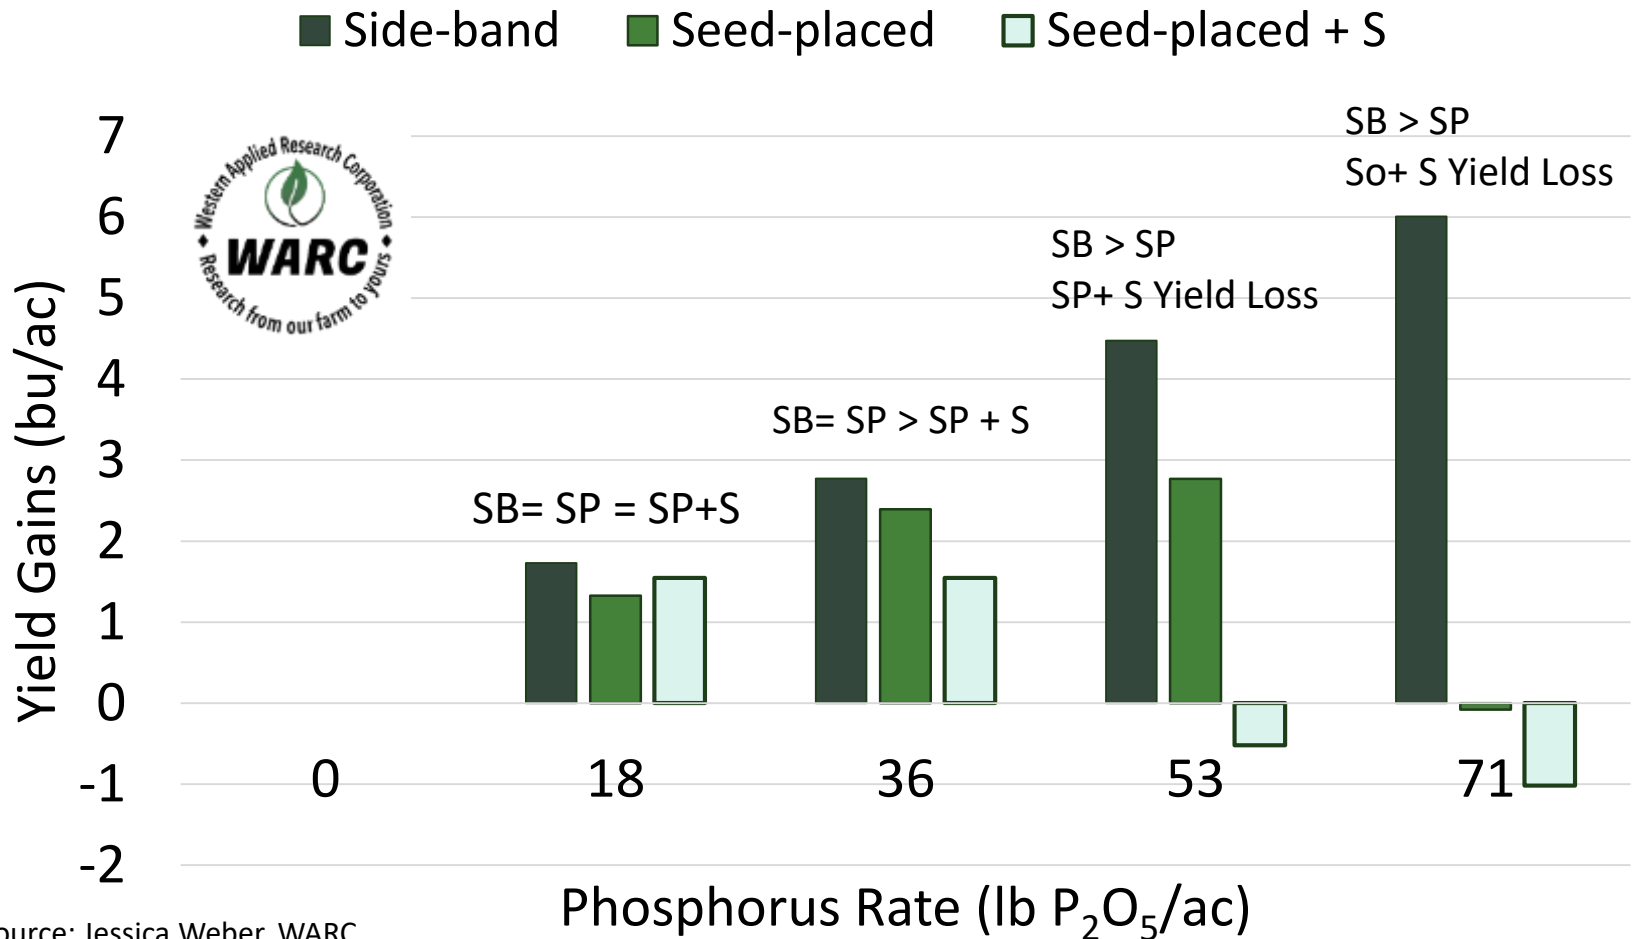 Side-band Seed-placed Seed-placed + S
7
6
5
4
3
2
1
0
-1
-2
Yield Gains (bu/ac)
Western Applied Research Corporation
WARC
Research from our farm to yours
SB= SP = SP+S
SB= SP > SP + S
SB > SP
SP+ S Yield Loss
SB > SP
So+ S Yield Loss
0 18 36 53 71
Phosphorus Rate (lb P₂O₅/ac)
ource: Jessica Weber, WARC